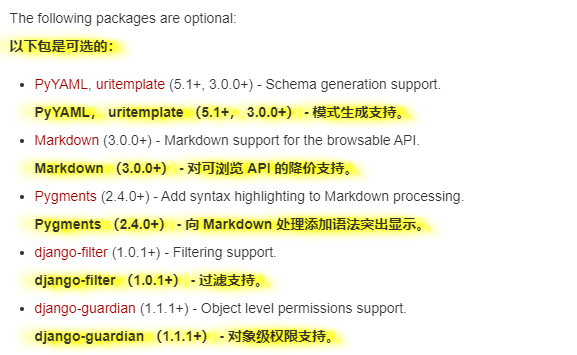 The following packages are optional:
以下包是可选的：
PyYAML, uritemplate (5.1+, 3.0.0+) - Schema generation support.
PyYAML， uritemplate（5.1+， 3.0.0+） - 模式生成支持。
Markdown (3.0.0+) - Markdown support for the browsable API.
Markdown （3.0.0+） - 对可浏览 API 的降价支持。
Pygments (2.4.0+) - Add syntax highlighting to Markdown processing.
Pygments（2.4.0+） - 向 Markdown 处理添加语法突出显示。
django-filter (1.0.1+) - Filtering support.
django-filter （1.0.1+） - 过滤支持。
django-guardian (1.1.1+) - Object level permissions support.
django-guardian （1.1.1+） - 对象级权限支持。